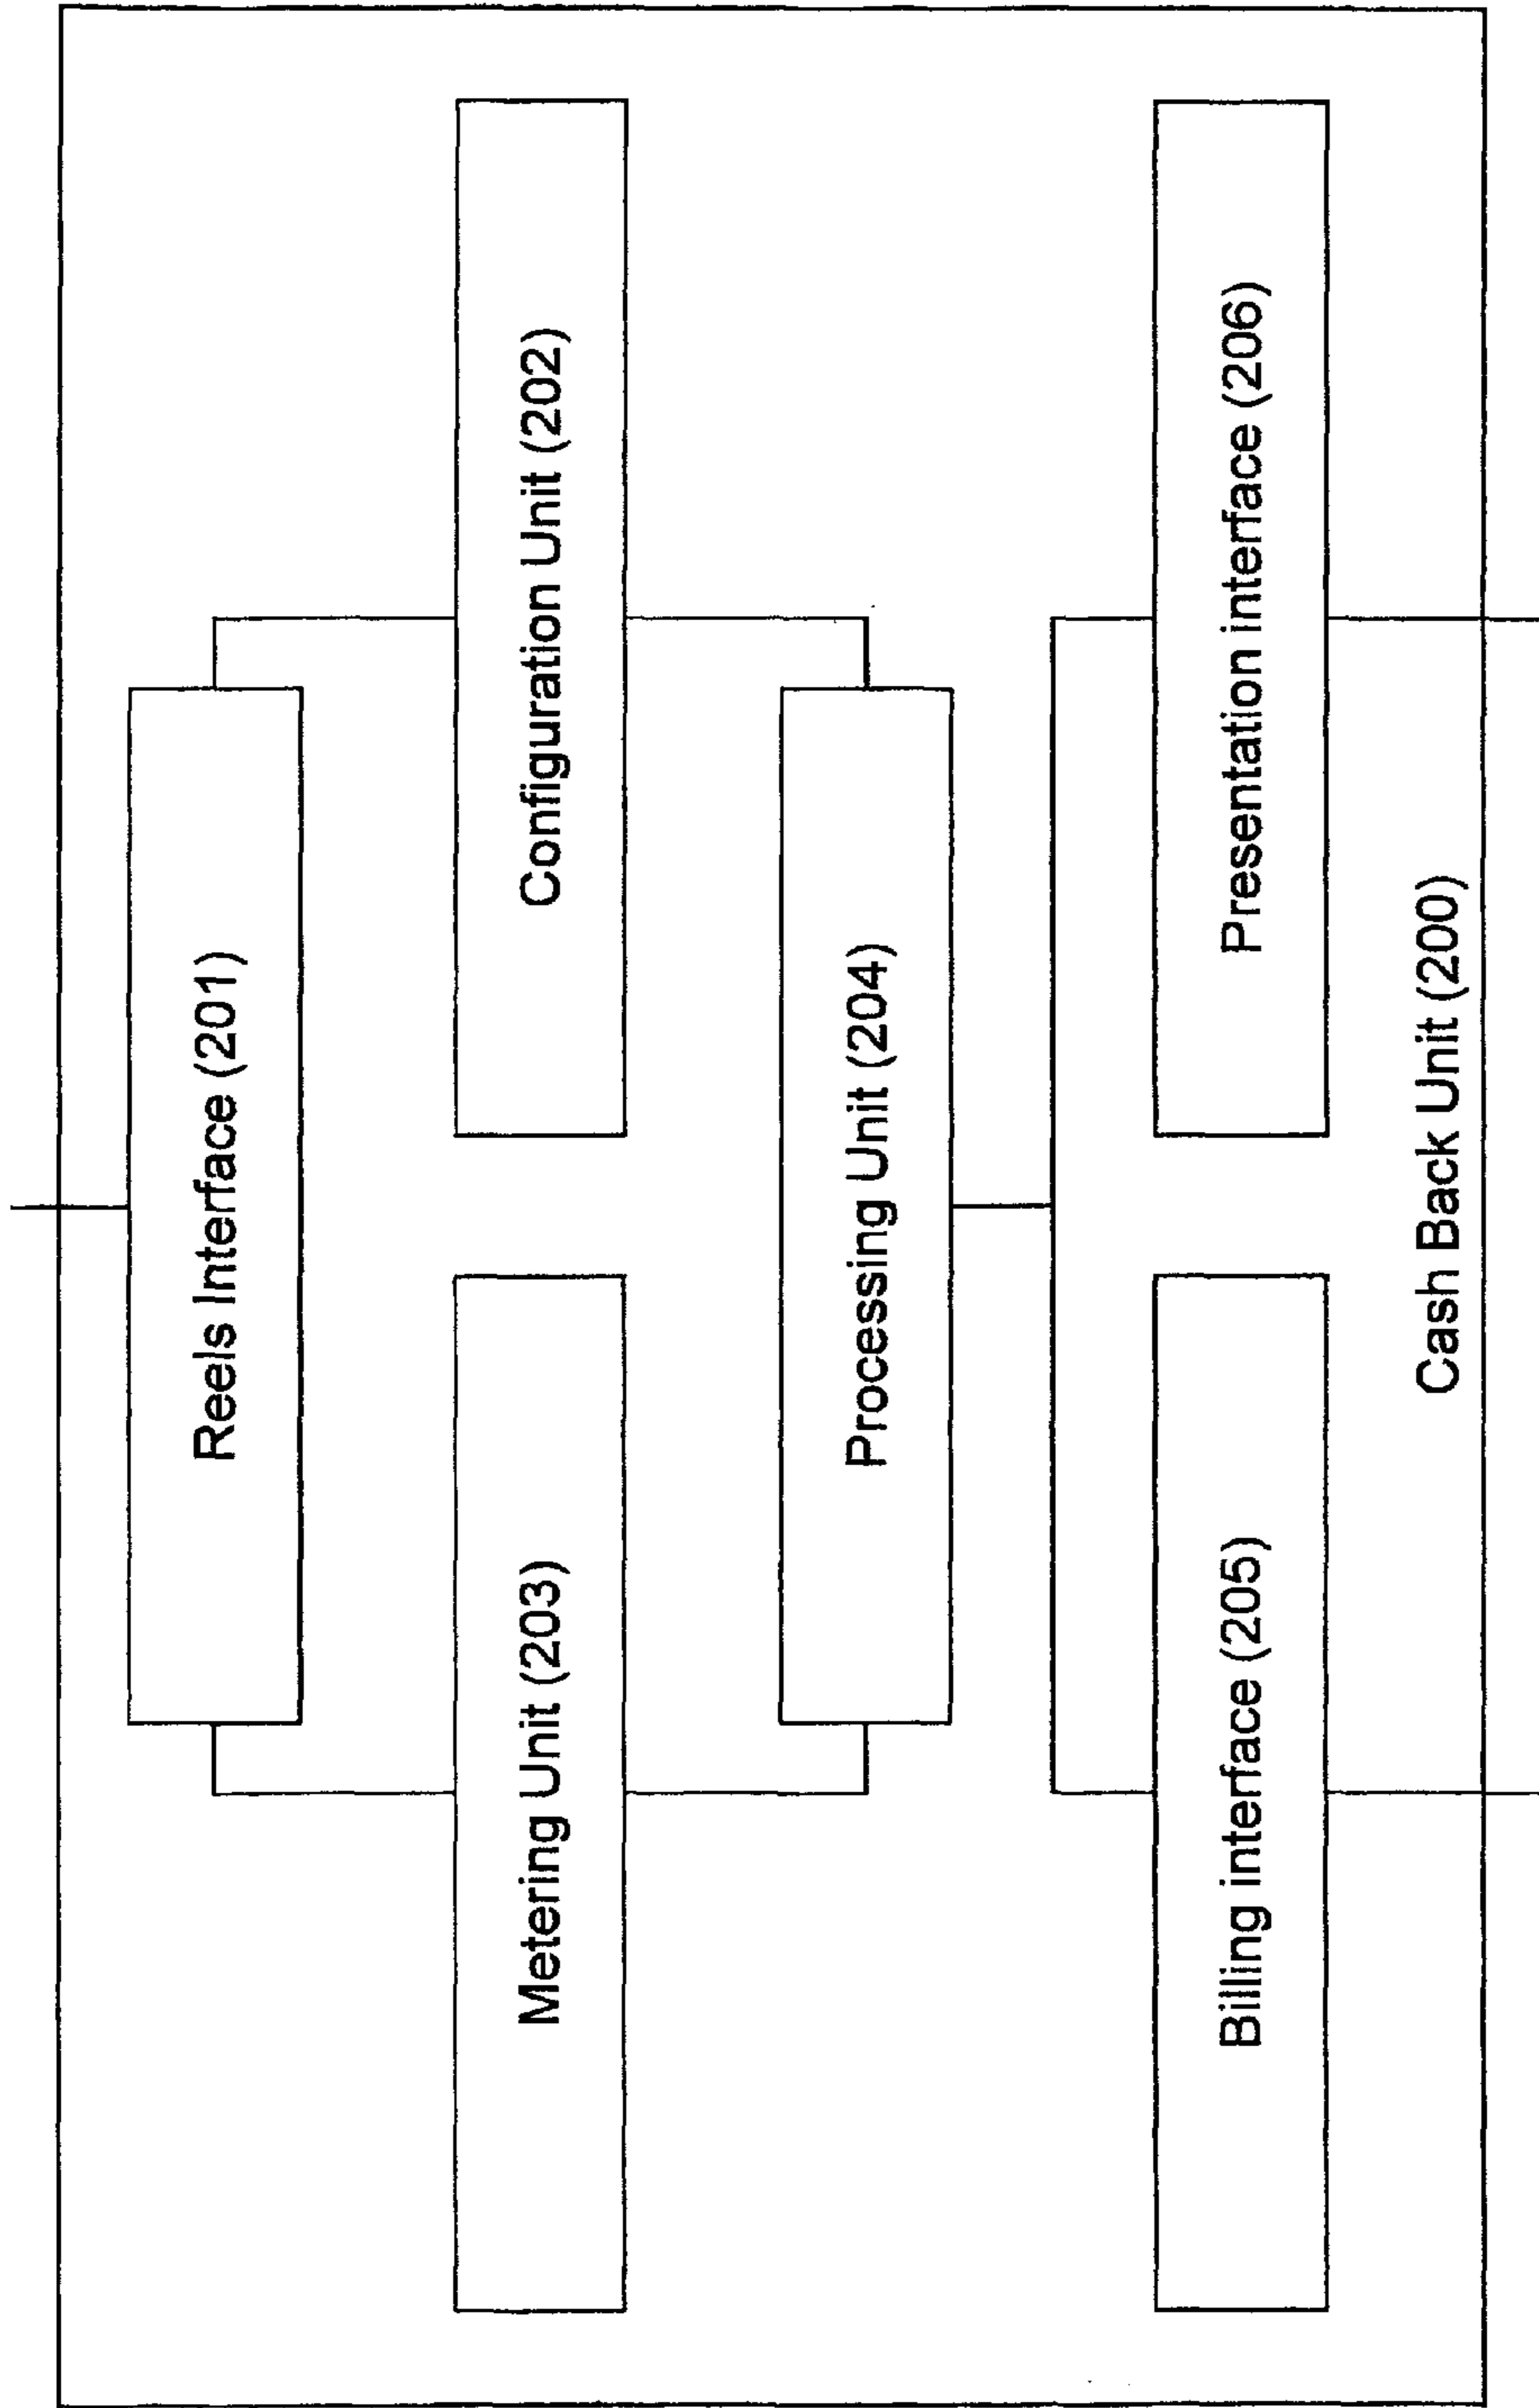 Reels Interface (201)
Metering Unit (203)
Configuration Unit (202)
Processing Unit (204)
Billing interface (205)
Presentation interface (206)
Cash Back Unit (200)